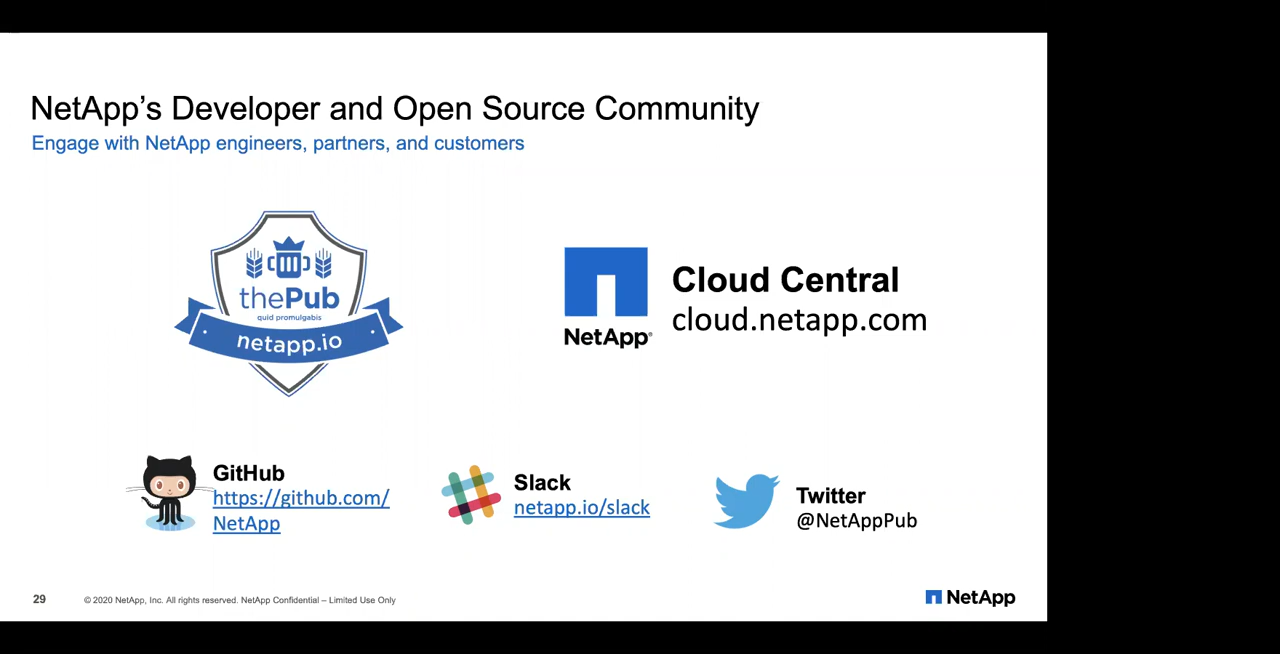 NetApp’s Developer and Open Source Community
Engage with NetApp engineers, partners, and customers
thePub
quid promulgabis
netapp.io
NetApp®
Cloud Central
cloud.netapp.com
GitHub
https://github.com/
NetApp
Slack
netapp.io/slack
Twitter
@NetAppPub
29
© 2020 NetApp, Inc. All rights reserved. NetApp Confidential – Limited Use Only
NetApp